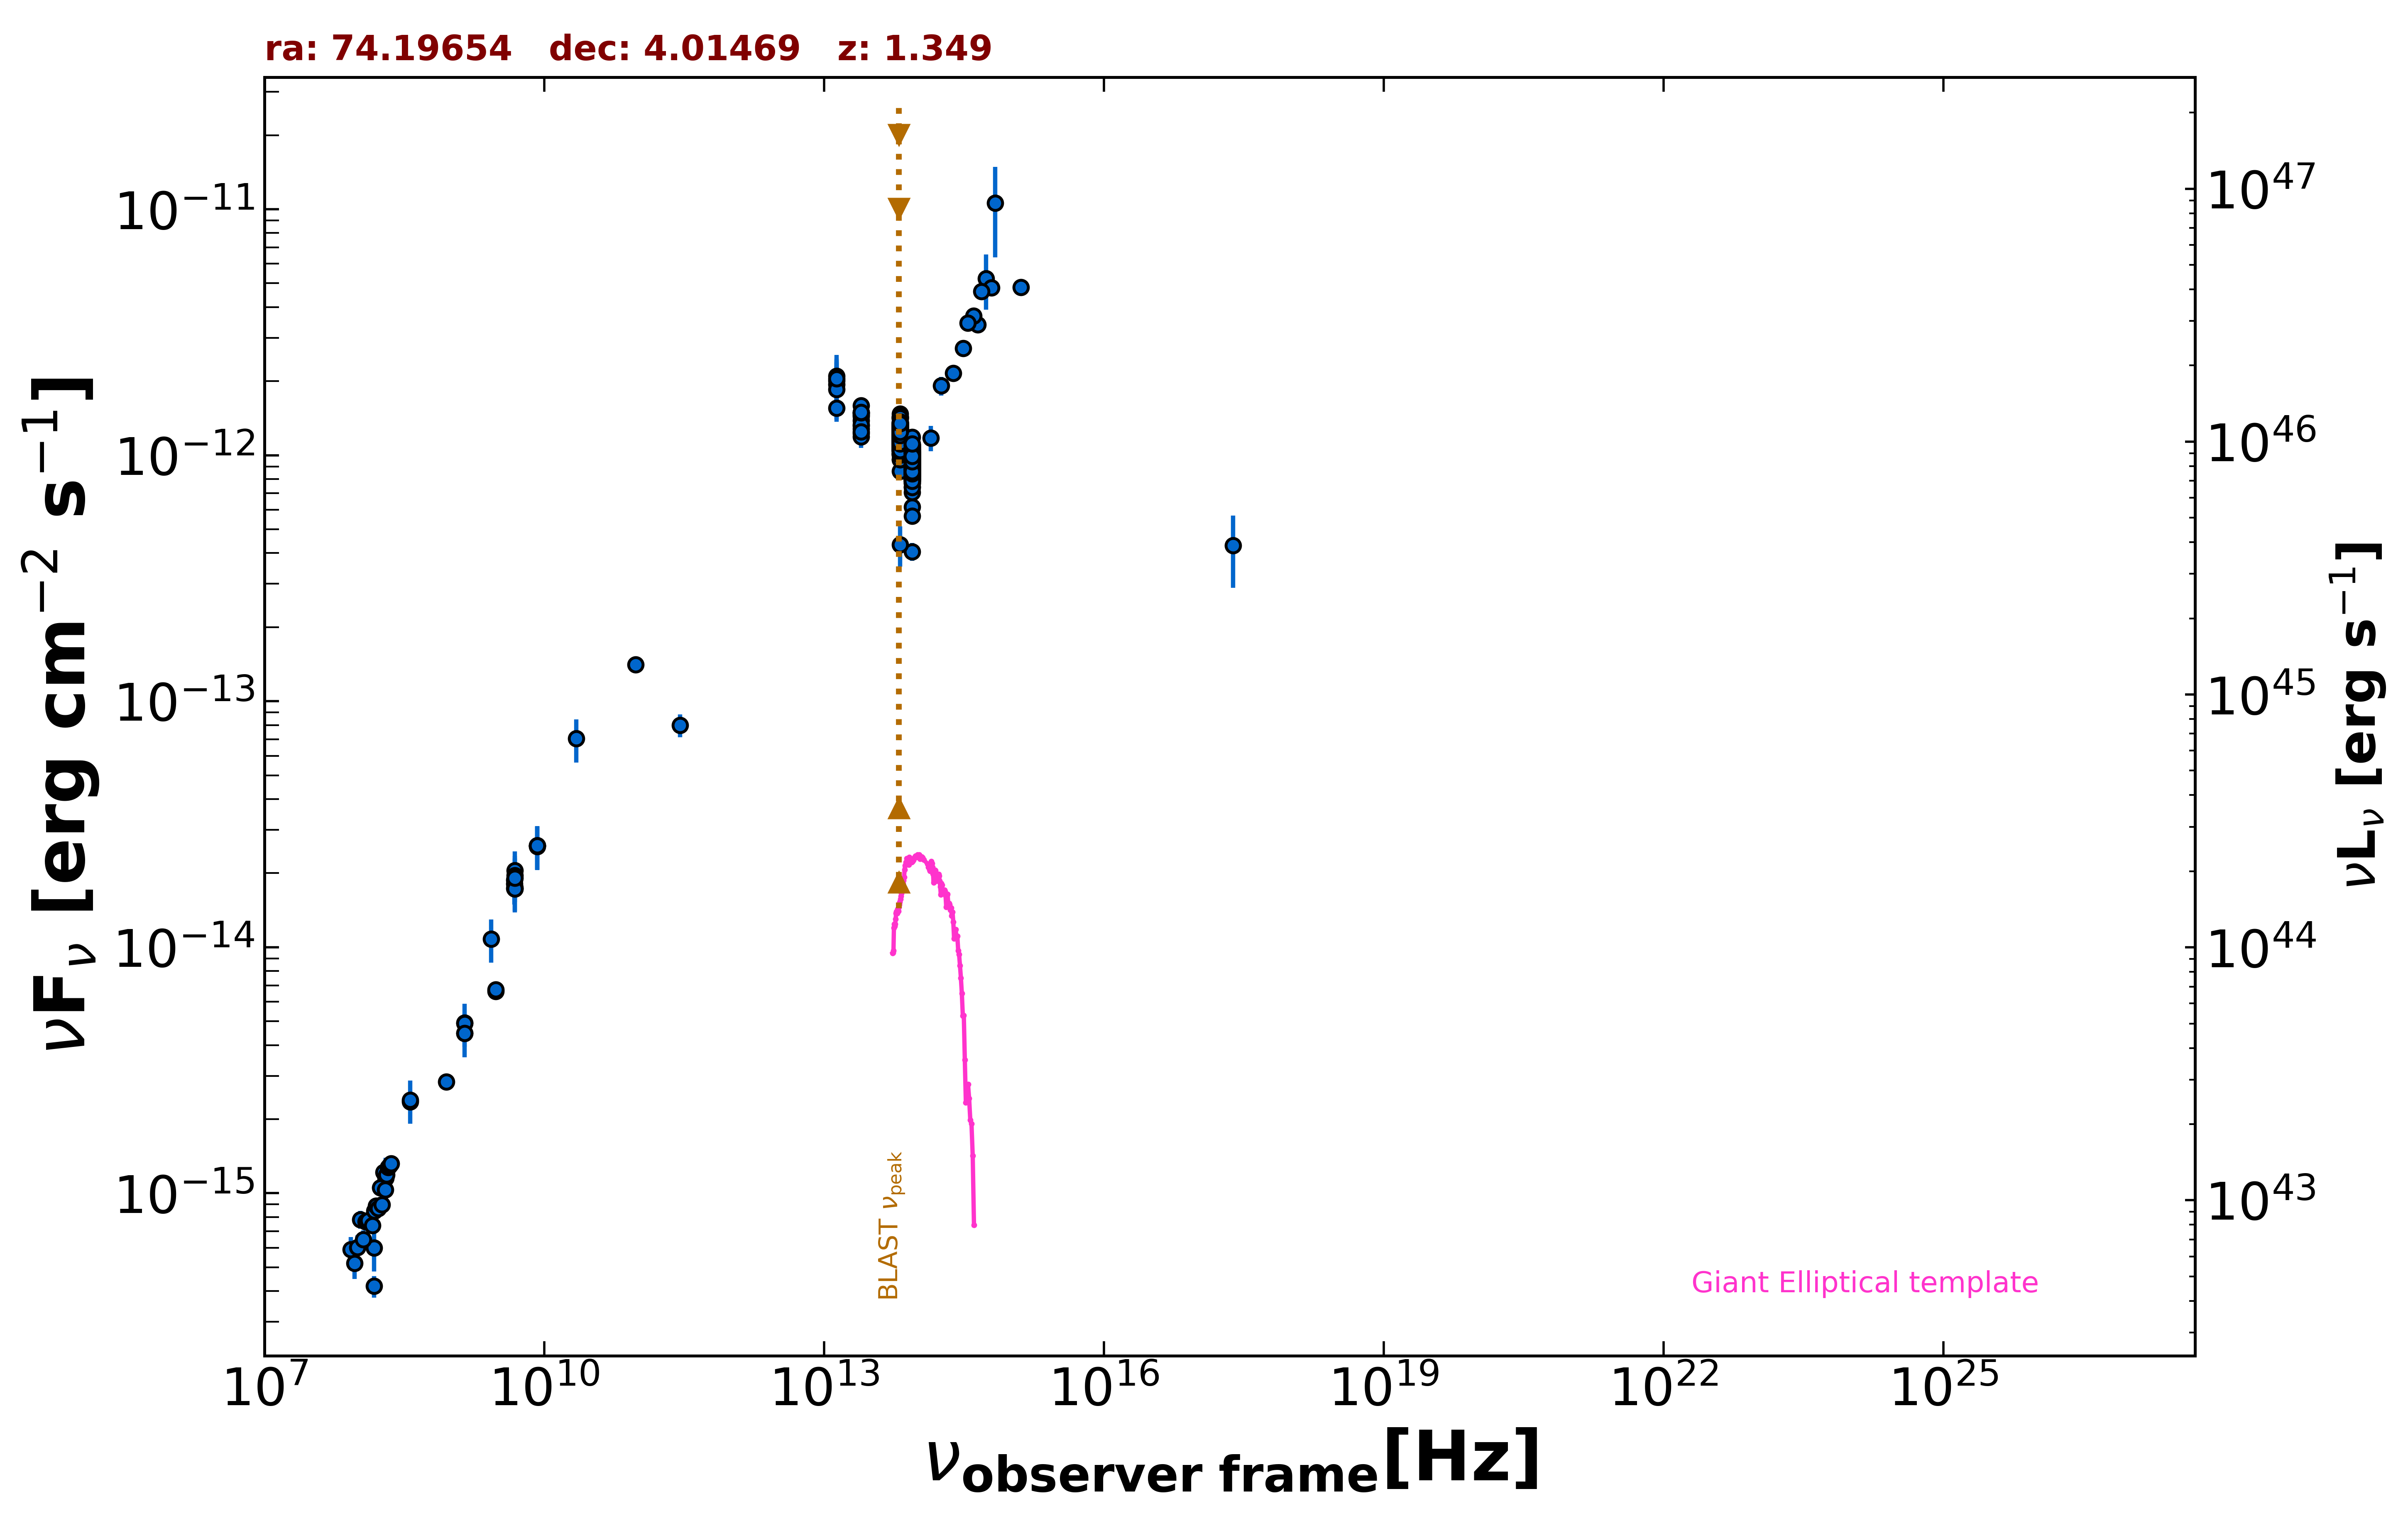 ra: 74.19654   dec: 4.01469   z: 1.349
νFν [erg cm−2 s−1]
10−11
10−12
10−13
10−14
10−15
1047
1046
1045
1044
1043
νLν [erg s−1]
BLAST νpeak
Giant Elliptical template
107
1010
1013
1016
1019
1022
1025
νobserver frame[Hz]